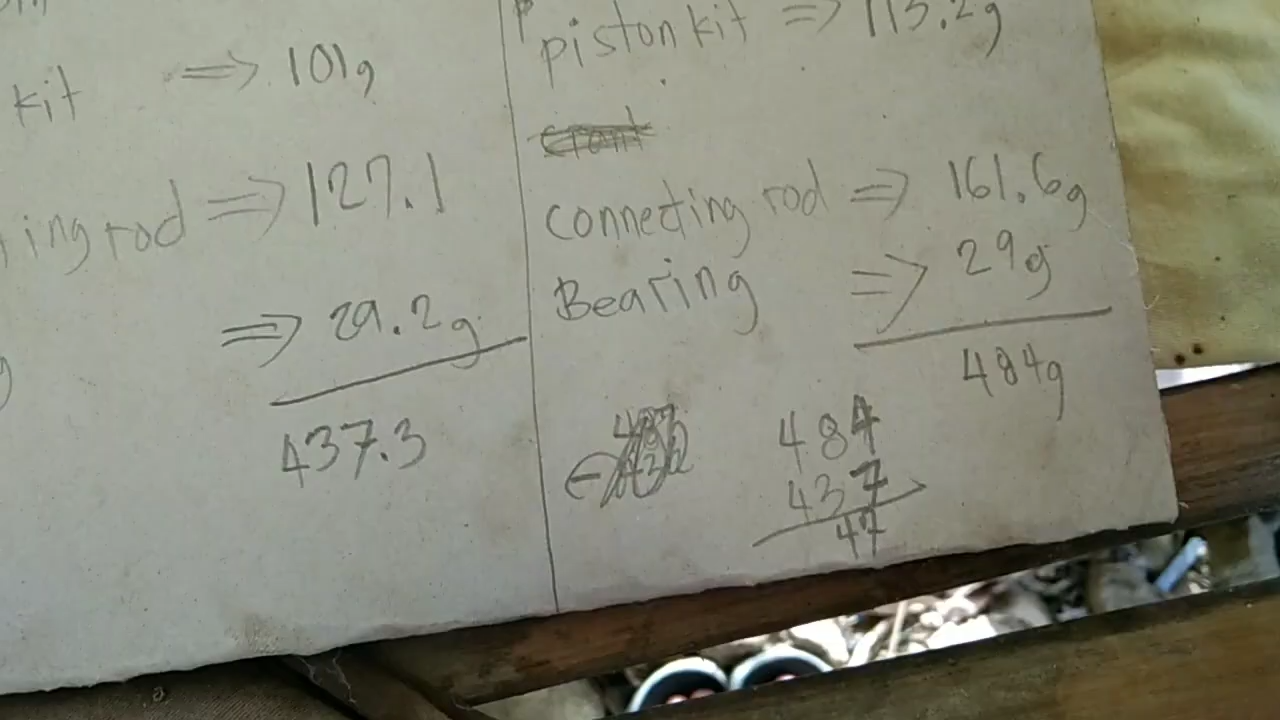 kit => 101g
ing rod => 127.1
=> 29.2g
437.3
piston kit => 113.2g
connecting rod => 161.6g
Bearing => 29g
484g
484
437
47